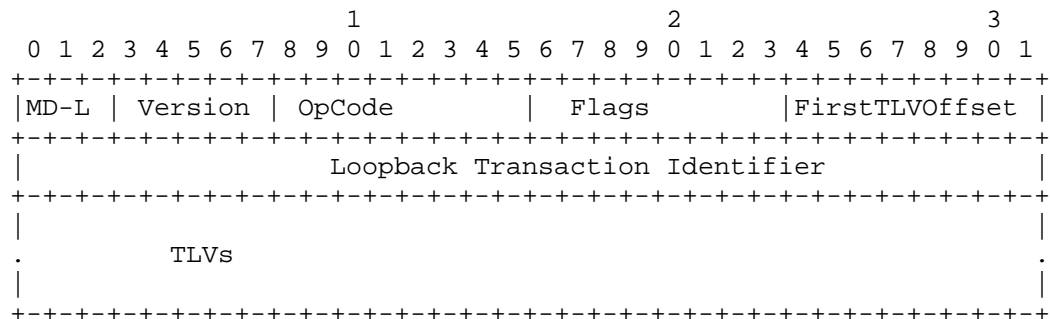 1                   2                   3
 0 1 2 3 4 5 6 7 8 9 0 1 2 3 4 5 6 7 8 9 0 1 2 3 4 5 6 7 8 9 0 1
+-+-+-+-+-+-+-+-+-+-+-+-+-+-+-+-+-+-+-+-+-+-+-+-+-+-+-+-+-+-+-+-+
|MD-L | Version | OpCode        |  Flags        |FirstTLVOffset |
+-+-+-+-+-+-+-+-+-+-+-+-+-+-+-+-+-+-+-+-+-+-+-+-+-+-+-+-+-+-+-+-+
|                   Loopback Transaction Identifier             |
+-+-+-+-+-+-+-+-+-+-+-+-+-+-+-+-+-+-+-+-+-+-+-+-+-+-+-+-+-+-+-+-+
|                                                               |
.         TLVs                                                  .
|                                                               |
+-+-+-+-+-+-+-+-+-+-+-+-+-+-+-+-+-+-+-+-+-+-+-+-+-+-+-+-+-+-+-+-+